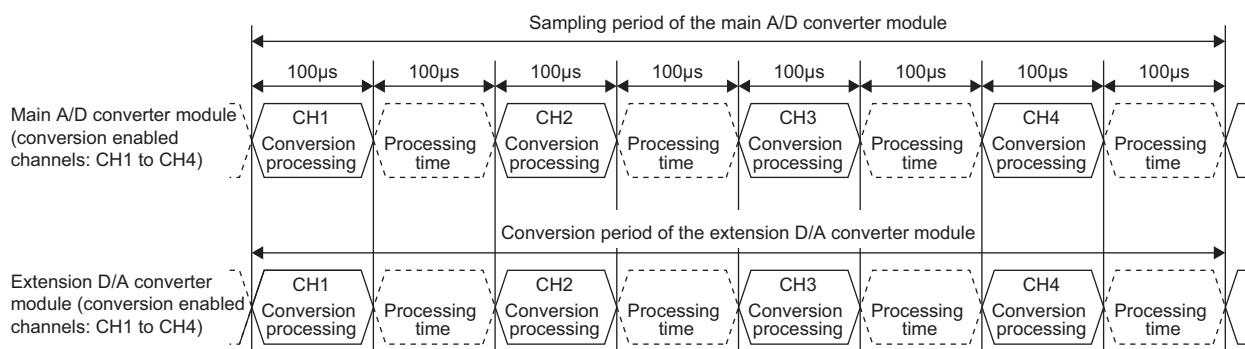 Sampling period of the main A/D converter module
100μs 100μs 100μs 100μs 100μs 100μs 100μs 100μs
Main A/D converter module
(conversion enabled
channels: CH1 to CH4)
CH1
Conversion
processing
Processing
time
CH2
Conversion
processing
Processing
time
CH3
Conversion
processing
Processing
time
CH4
Conversion
processing
Processing
time
Conversion period of the extension D/A converter module
Extension D/A converter
module (conversion enabled
channels: CH1 to CH4)
CH1
Conversion
processing
Processing
time
CH2
Conversion
processing
Processing
time
CH3
Conversion
processing
Processing
time
CH4
Conversion
processing
Processing
time